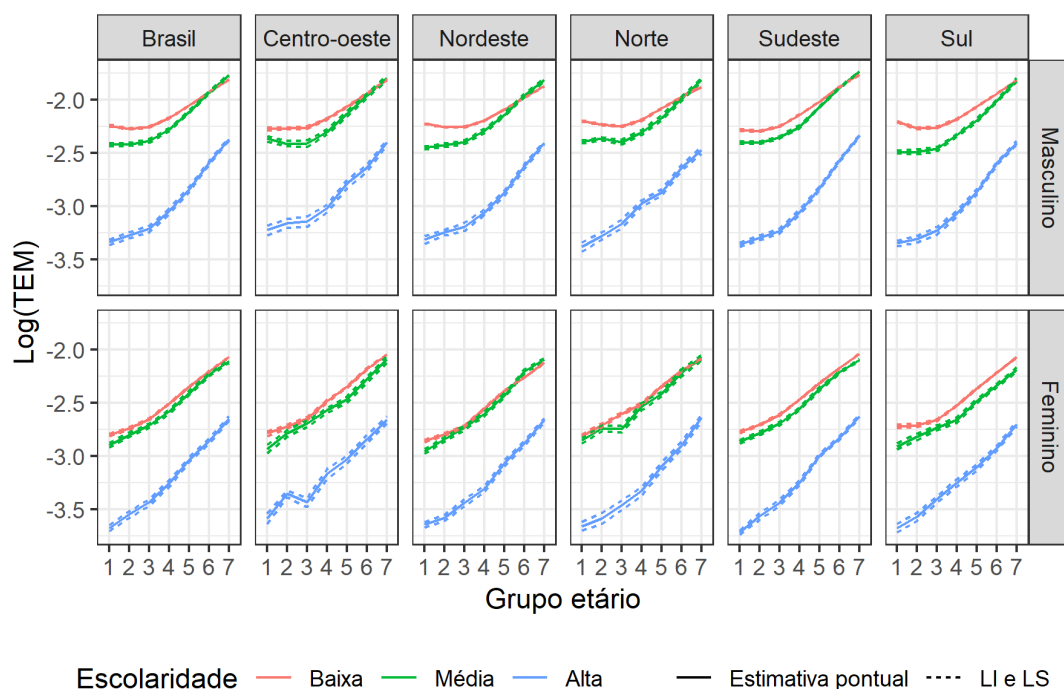 Brasil Centro-oeste Nordeste Norte Sudeste Sul
-2.0
-2.5
-3.0
-3.5
Masculino
-2.0
-2.5
-3.0
-3.5
Feminino
Log(TEM)
1 2 3 4 5 6 7 1 2 3 4 5 6 7 1 2 3 4 5 6 7 1 2 3 4 5 6 7 1 2 3 4 5 6 7 1 2 3 4 5 6 7
Grupo etário
Escolaridade Baixa Média Alta Estimativa pontual LI e LS